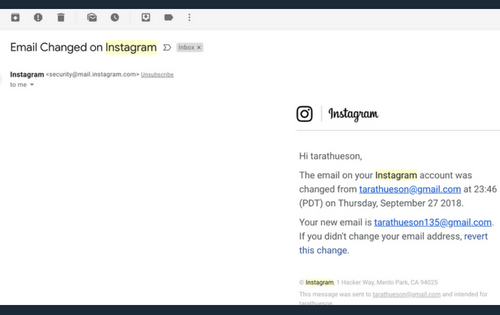 Email Changed on Instagram
Inbox x
Instagram <security@mail.instagram.com> Unsubscribe
to me
Instagram
Hi tarathueson,
The email on your Instagram account was
changed from tarathueson@gmail.com at 23:46
(PDT) on Thursday, September 27 2018.
Your new email is tarathueson135@gmail.com.
If you didn't change your email address, revert
this change.
© Instagram, 1 Hacker Way, Menlo Park, CA 94025
This message was sent to tarathueson@gmail.com and intended for
tarathueson.